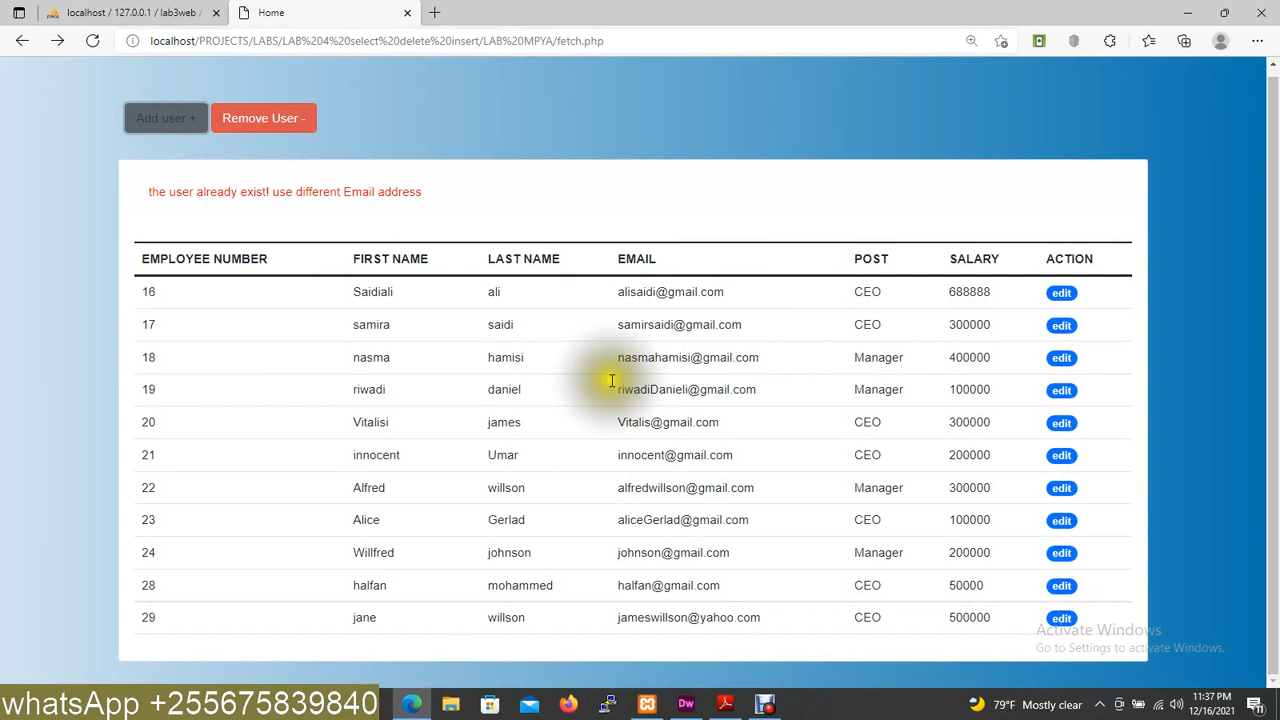 localhost / 127.0.0.1 / lab3web /
Home
localhost/PROJECTS/LABS/LAB%204%20select%20delete%20insert/LAB%20MPYA/fetch.php
Add user + Remove User -
the user already exist! use different Email address
EMPLOYEE NUMBER FIRST NAME LAST NAME EMAIL POST SALARY ACTION
16 Saidiali ali alisaidi@gmail.com CEO 688888 edit
17 samira saidi samirsaidi@gmail.com CEO 300000 edit
18 nasma hamisi nasmahamisi@gmail.com Manager 400000 edit
19 riwadi daniel riwadiDanieli@gmail.com Manager 100000 edit
20 Vitalisi james Vitalis@gmail.com CEO 300000 edit
21 innocent Umar innocent@gmail.com CEO 200000 edit
22 Alfred willson alfredwillson@gmail.com Manager 300000 edit
23 Alice Gerlad aliceGerlad@gmail.com CEO 100000 edit
24 Willfred johnson johnson@gmail.com Manager 200000 edit
28 halfan mohammed halfan@gmail.com CEO 50000 edit
29 jane willson jameswillson@yahoo.com CEO 500000 edit
Activate Windows
Go to Settings to activate Windows.
whatsApp +255675839840
Dw
79°F Mostly clear
11:37 PM
12/16/2021
11